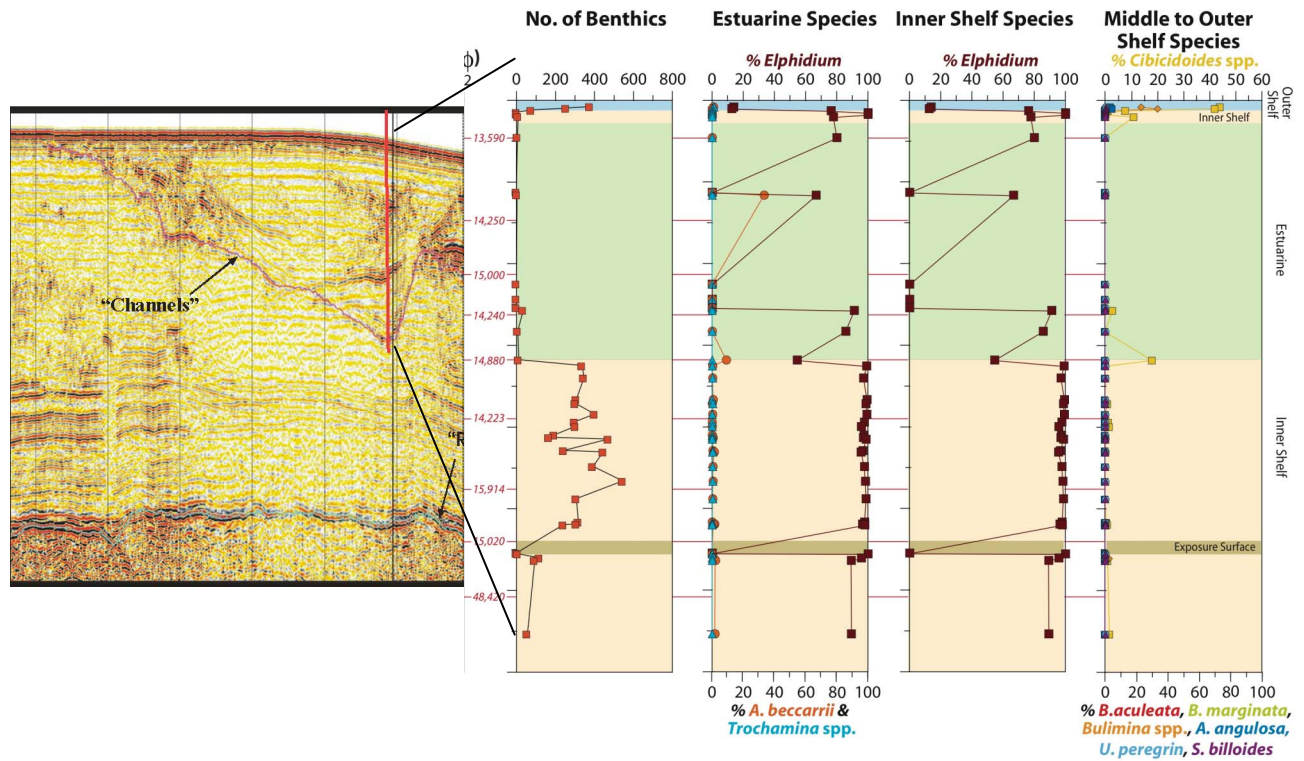 No. of Benthics
Estuarine Species
Inner Shelf Species
Middle to Outer
Shelf Species
ϕ)
% Elphidium
% Elphidium
% Cibicidoides spp.
0 200 400 600 800
0 20 40 60 80 100
0 20 40 60 80 100
0 10 20 30 40 50 60
Outer
Shelf
Inner Shelf
13,590
14,250
Estuarine
15,000
"Channels"
14,240
14,880
14,223
"R
Inner Shelf
15,914
15,020
Exposure Surface
48,420
0 20 40 60 80 100
0 20 40 60 80 100
% A. beccarrii &
Trochamina spp.
% B.aculeata, B. marginata,
Bulimina spp., A. angulosa,
U. peregrin, S. billoides